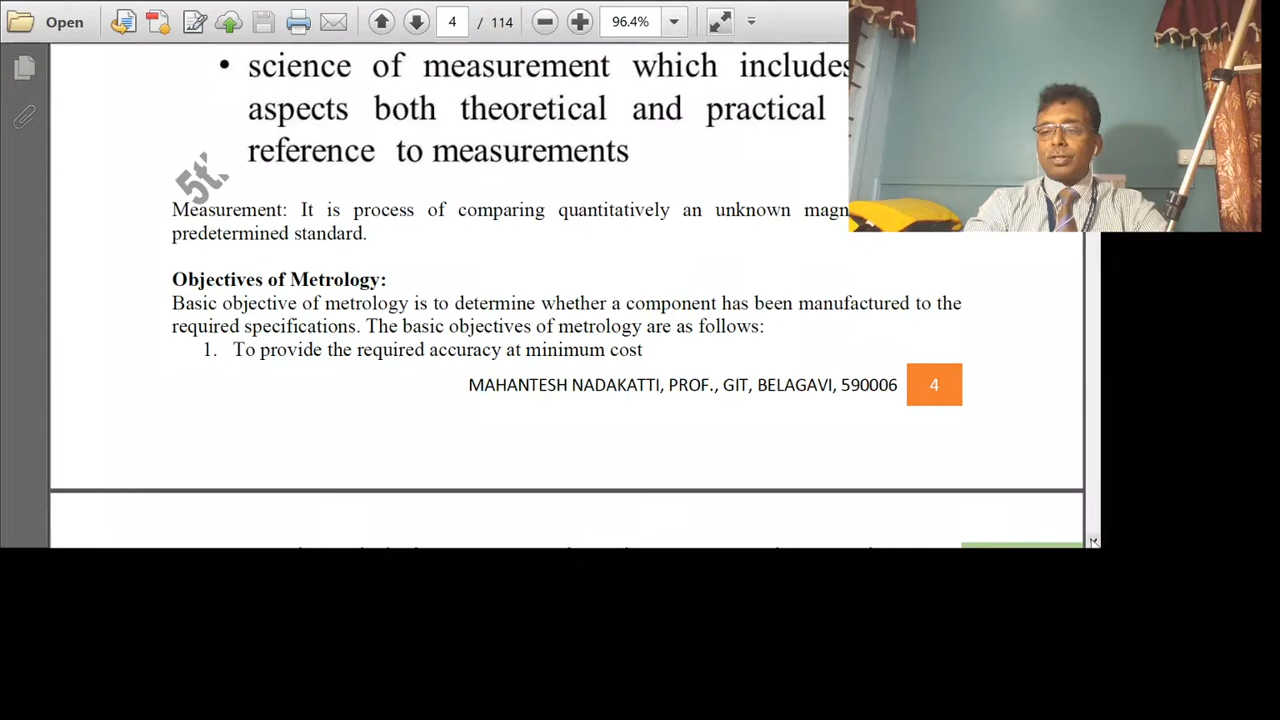 Open
4 / 114
96.4%
• science of measurement which includes
aspects both theoretical and practical
reference to measurements
5t
Measurement: It is process of comparing quantitatively an unknown magn
predetermined standard.
Objectives of Metrology:
Basic objective of metrology is to determine whether a component has been manufactured to the
required specifications. The basic objectives of metrology are as follows:
1. To provide the required accuracy at minimum cost
MAHANTESH NADAKATTI, PROF., GIT, BELAGAVI, 590006 4